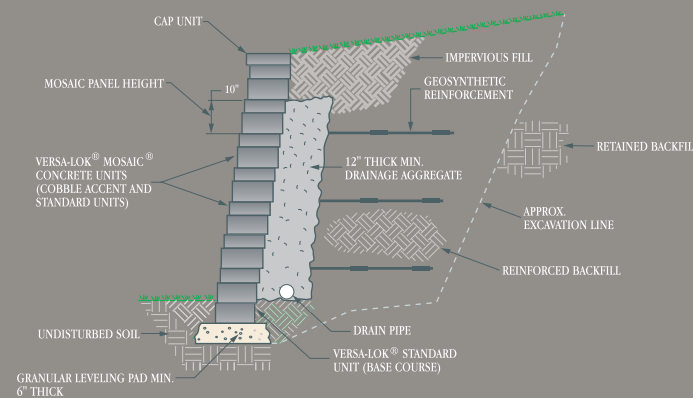 CAP UNIT
IMPERVIOUS FILL
MOSAIC PANEL HEIGHT
10"
GEOSYNTHETIC
REINFORCEMENT
RETAINED BACKFIL
VERSA-LOK® MOSAIC®
CONCRETE UNITS
(COBBLE ACCENT AND
STANDARD UNITS)
12" THICK MIN.
DRAINAGE AGGREGATE
APPROX.
EXCAVATION LINE
REINFORCED BACKFILL
UNDISTURBED SOIL
DRAIN PIPE
VERSA-LOK® STANDARD
UNIT (BASE COURSE)
GRANULAR LEVELING PAD MIN.
6" THICK